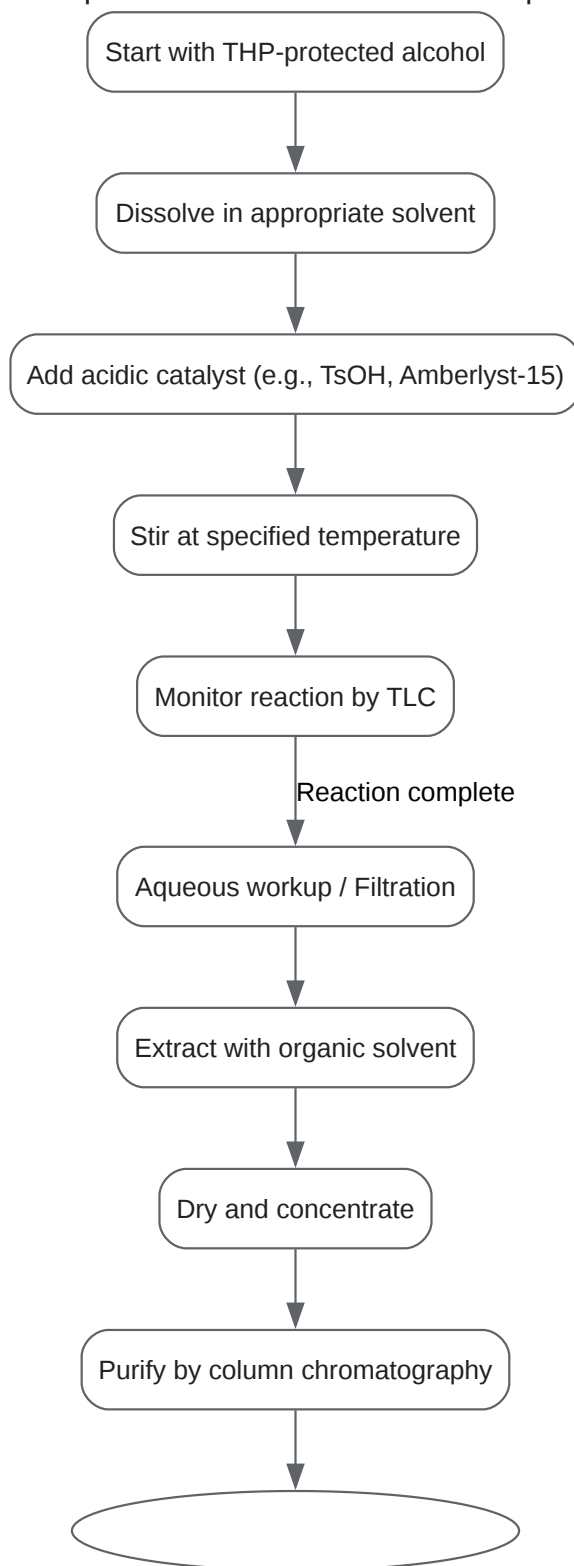 Start with THP-protected alcohol
Dissolve in appropriate solvent
Add acidic catalyst (e.g., TsOH, Amberlyst-15)
Stir at specified temperature
Monitor reaction by TLC
Reaction complete
Aqueous workup / Filtration
Extract with organic solvent
Dry and concentrate
Purify by column chromatography